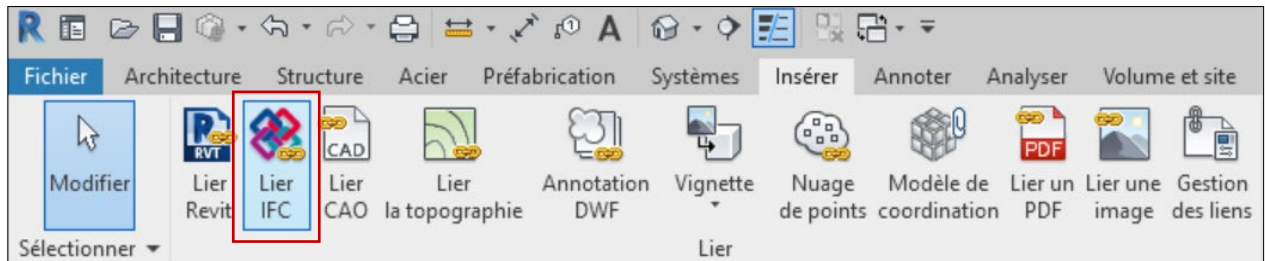 R A
Fichier Architecture Structure Acier Préfabrication Systèmes Insérer Annoter Analyser Volume et site
RVT CAD PDF
Modifier Lier Lier Lier Lier Annotation Vignette Nuage Modèle de Lier un Lier une Gestion
Revit IFC CAO la topographie DWF de points coordination PDF image des liens
Sélectionner Lier